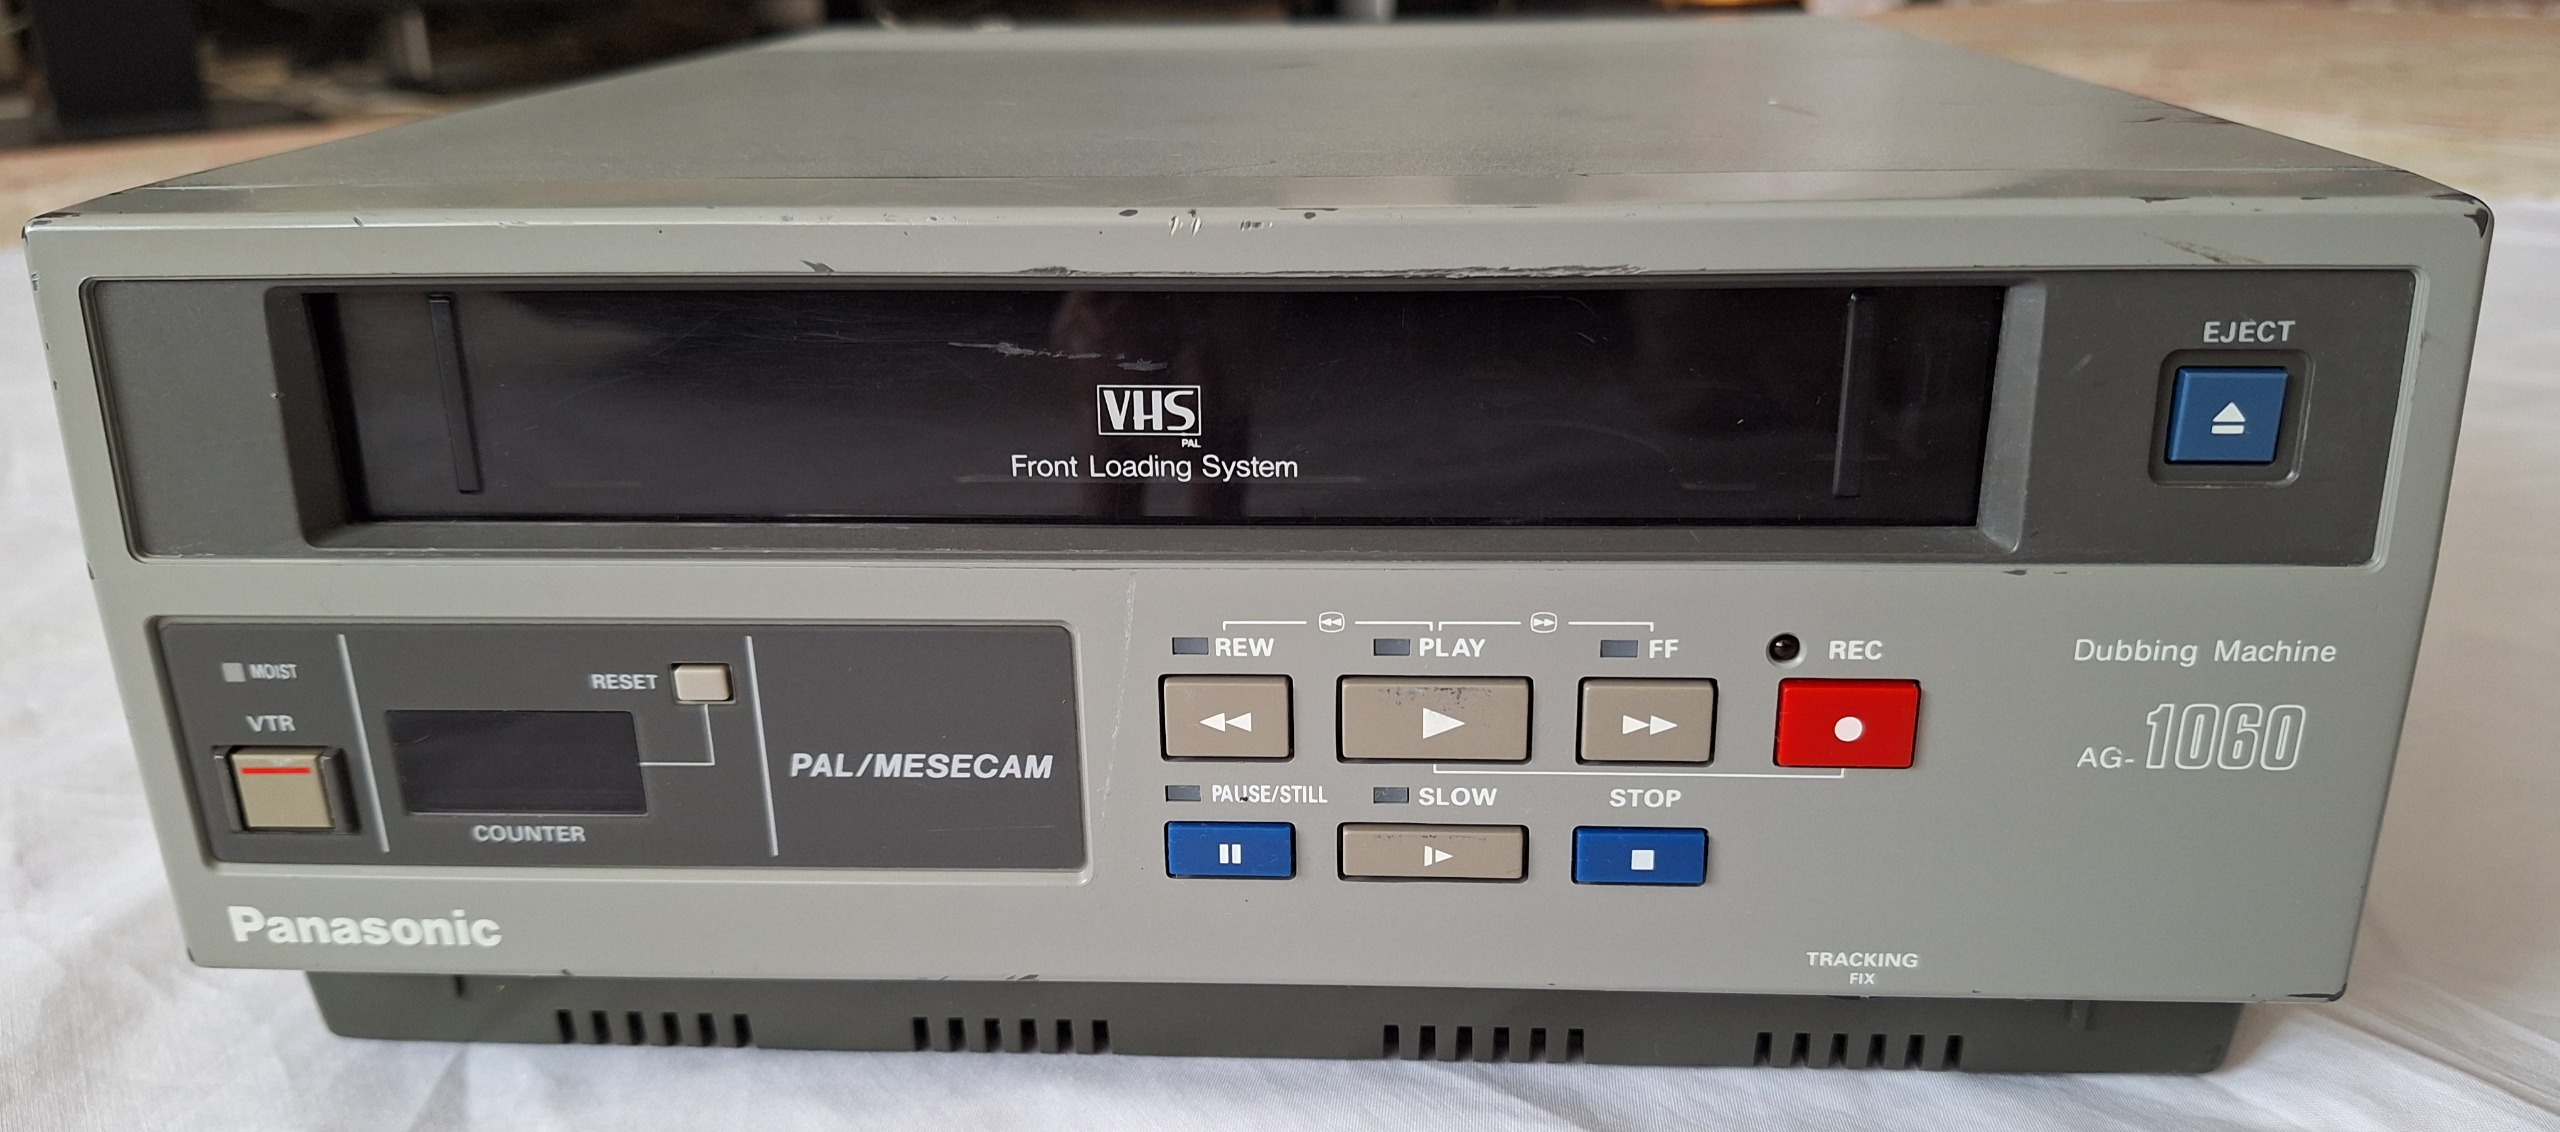 EJECT
VHS
PAL
Front Loading System
MOIST
VTR
RESET
COUNTER
PAL/MESECAM
REW
PLAY
FF
REC
PAUSE/STILL
SLOW
STOP
Dubbing Machine
AG-1060
Panasonic
TRACKING
FIX